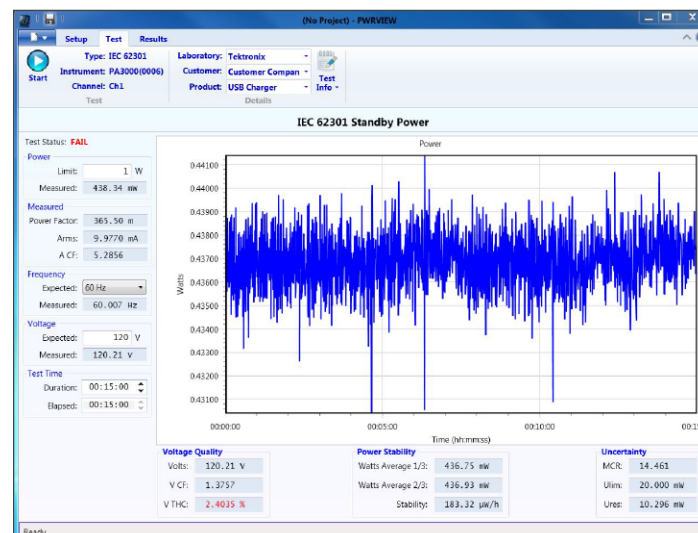 (No Project) - PWRVIEW
Setup Test Results
Start
Type: IEC 62301
Instrument: PA3000(0006)
Channel: Ch1
Test
Laboratory: Tektronix
Customer: Customer Compan
Product: USB Charger
Test
Info
Details
IEC 62301 Standby Power
Test Status: FAIL
Power
Limit: 1 W
Measured: 438.34 mW
Measured
Power Factor: 365.50 m
Arms: 9.9770 mA
A CF: 5.2856
Frequency
Expected: 60 Hz
Measured: 60.007 Hz
Voltage
Expected: 120 V
Measured: 120.21 V
Test Time
Duration: 00:15:00
Elapsed: 00:15:00
Power
0.44100
0.44000
0.43900
0.43800
0.43700
0.43600
0.43500
0.43400
0.43300
0.43200
0.43100
Watts
00:00:00 00:05:00 00:10:00 00:1
Time (hh:mm:ss)
Voltage Quality
Volts: 120.21 V
V CF: 1.3757
V THC: 2.4035 %
Power Stability
Watts Average 1/3: 436.75 mW
Watts Average 2/3: 436.93 mW
Stability: 183.32 µW/h
Uncertainty
MCR: 14.461
Ulim: 20.000 mW
Ures: 10.296 mW
Ready